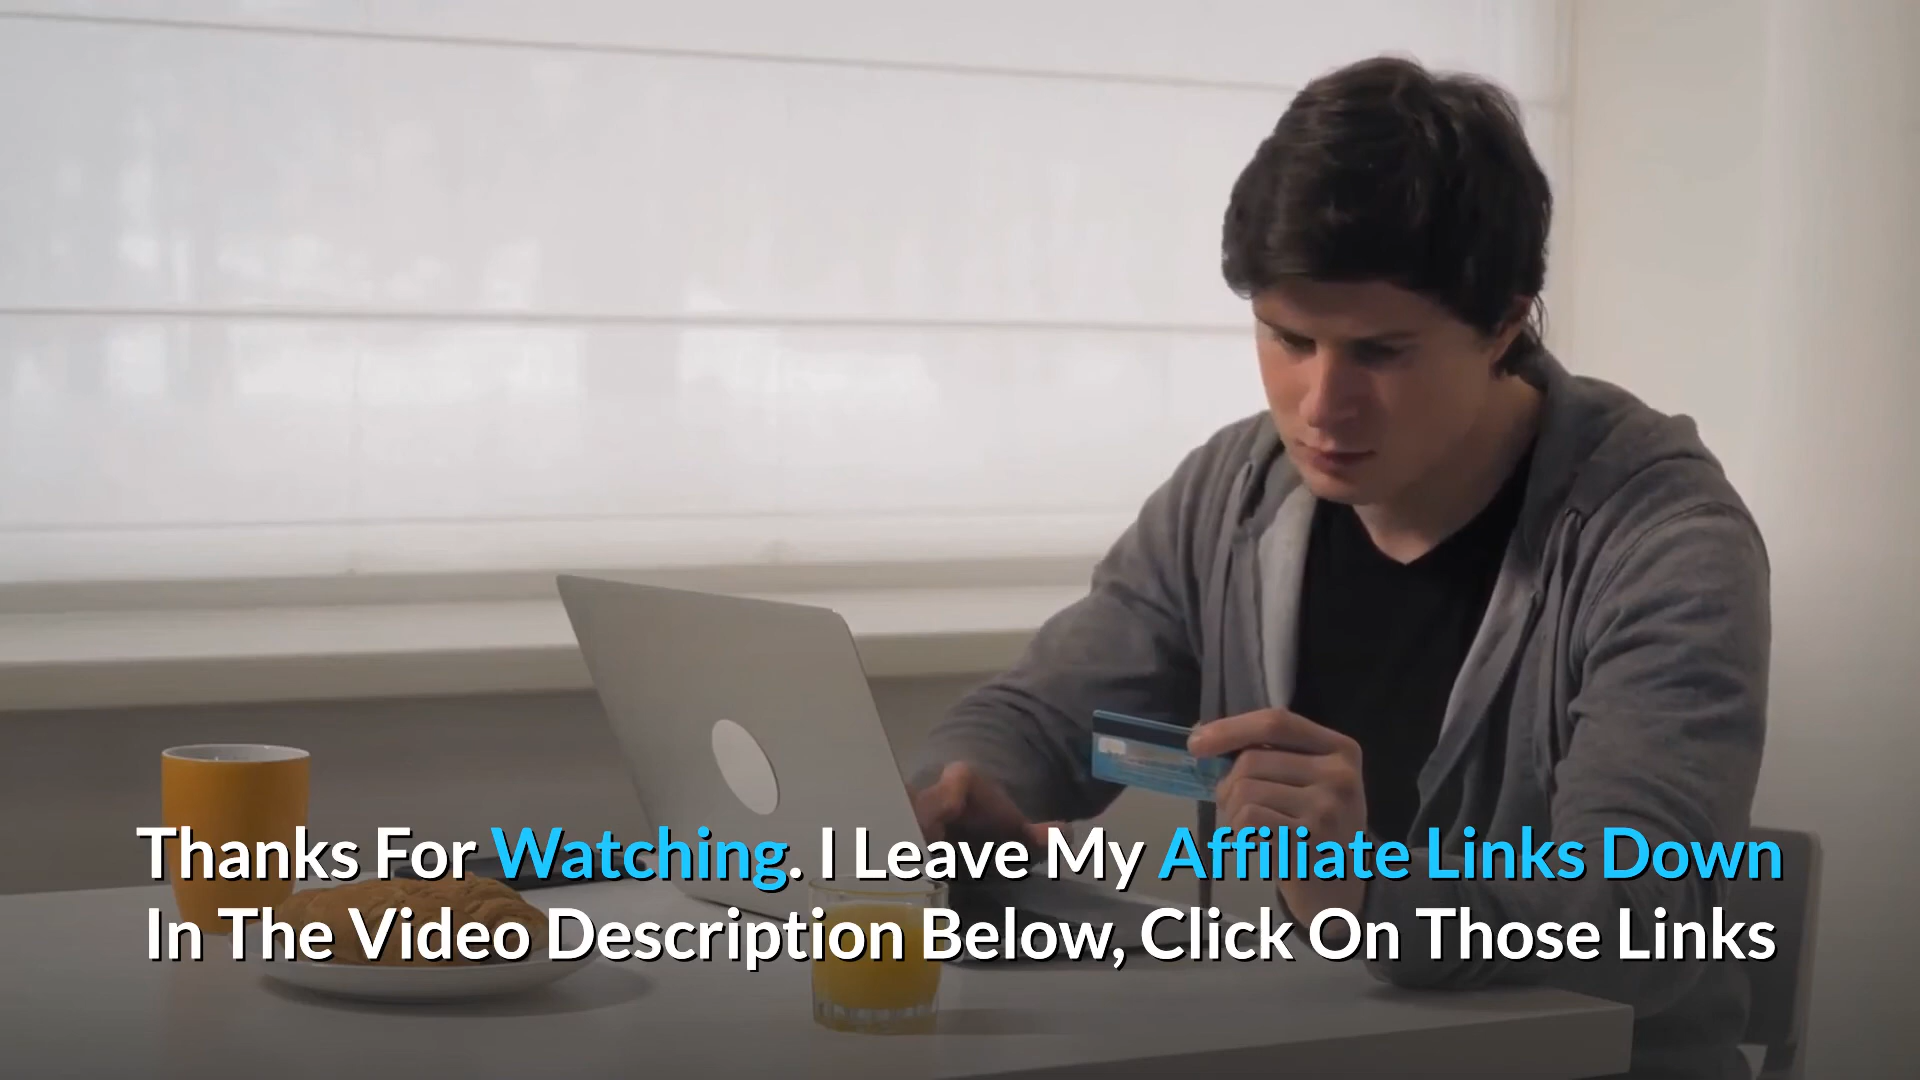 Thanks For Watching. I Leave My Affiliate Links Down
In The Video Description Below, Click On Those Links